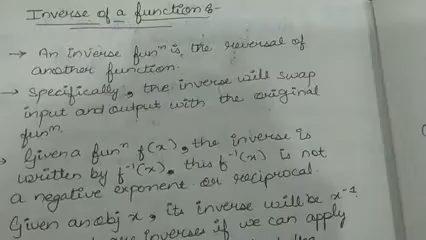 Inverse of a function :-
→ An inverse funⁿ is, the reversal of
another function.
→ specifically, the inverse will swap
input and output with the original
funⁿ.
Given a funⁿ f(x), the inverse is
written by f⁻¹(x), this f⁻¹(x) is not
a negative exponent or reciprocal.
Given an obj x, its inverse will be x⁻¹
are inverses if we can apply